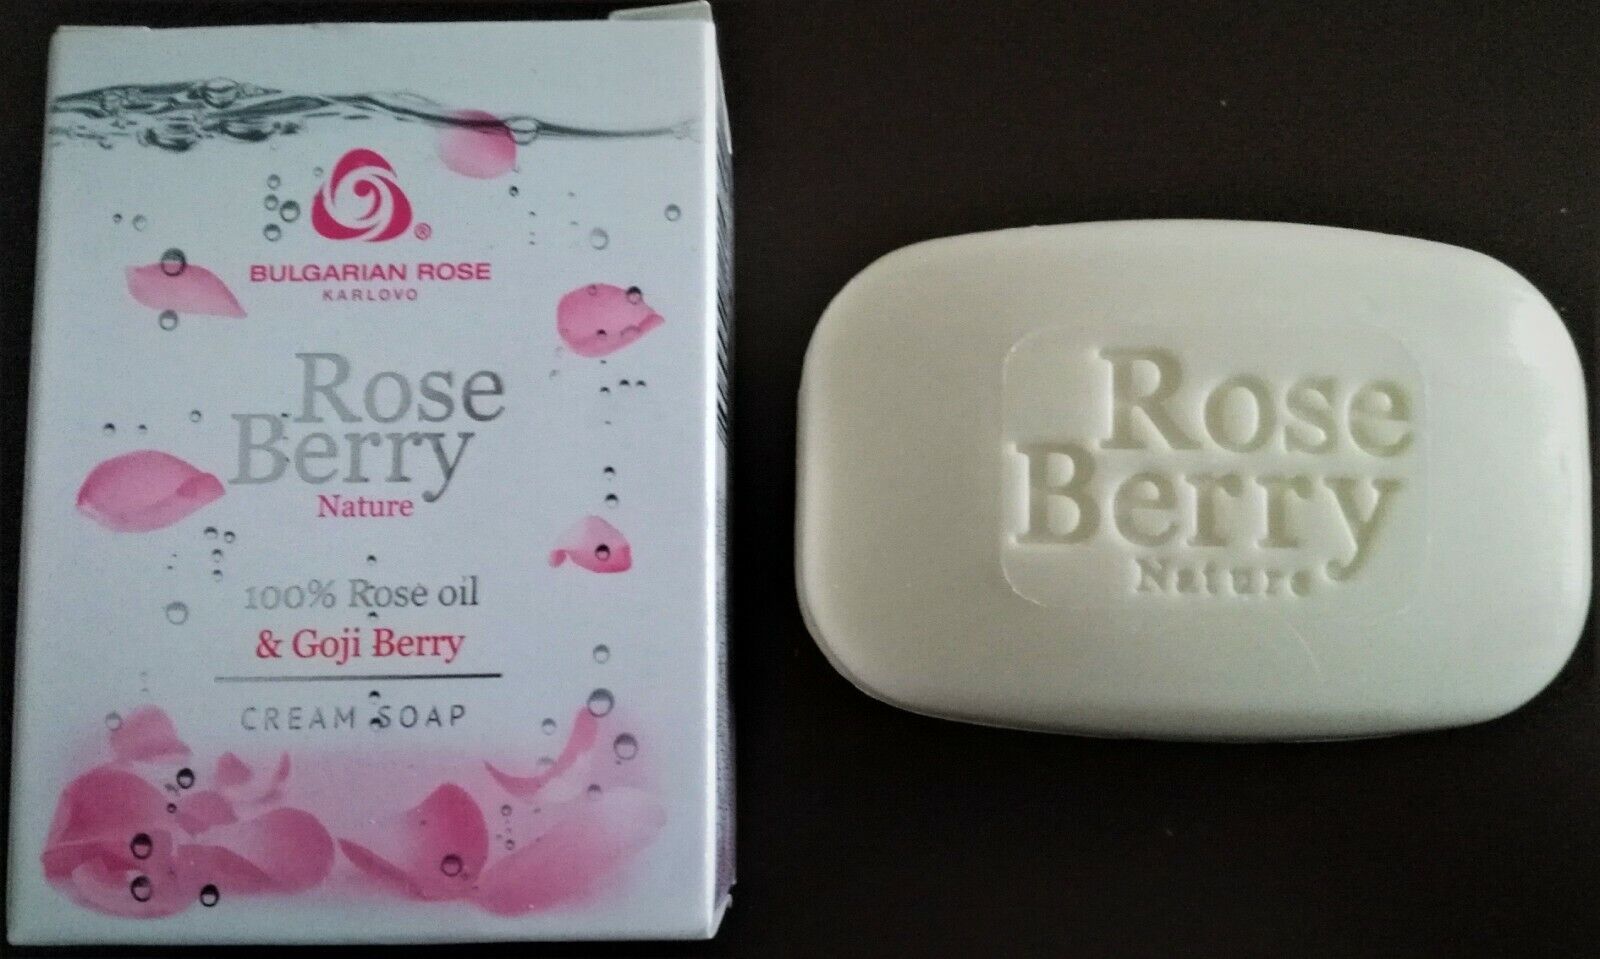 ®
BULGARIAN ROSE
KARLOVO
Rose
Berry
Nature
100% Rose oil
& Goji Berry
CREAM SOAP
Rose
Berry
Nature